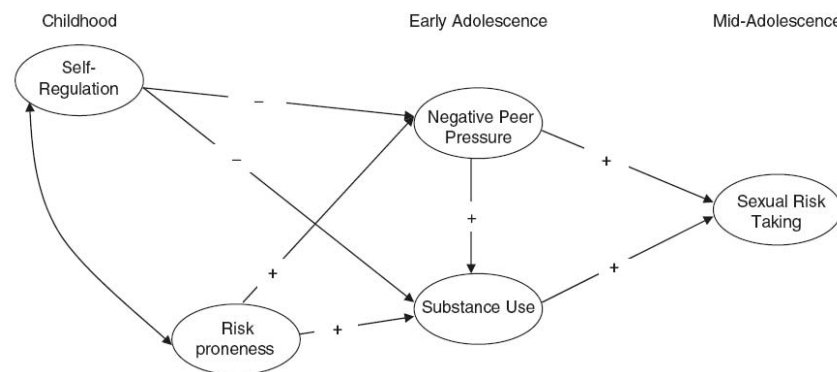 Childhood
Early Adolescence
Mid-Adolescence
Self-
Regulation
–
Negative Peer
Pressure
+
–
+
Sexual Risk
Taking
+
+
Substance Use
+
Risk
proneness